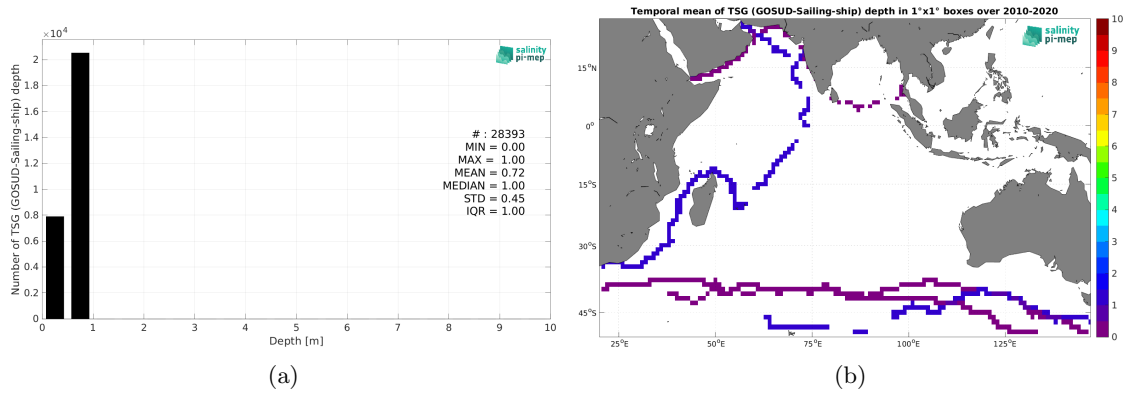 ×10⁴
2
1.8
1.6
1.4
1.2
1
0.8
0.6
0.4
0.2
0
Number of TSG (GOSUD-Sailing-ship) depth
0 1 2 3 4 5 6 7 8 9 10
Depth [m]
salinity
pi-mep
# : 28393
MIN = 0.00
MAX = 1.00
MEAN = 0.72
MEDIAN = 1.00
STD = 0.45
IQR = 1.00
(a)
Temporal mean of TSG (GOSUD-Sailing-ship) depth in 1°x1° boxes over 2010-2020
salinity
pi-mep
15°N
0°
15°S
30°S
45°S
25°E 50°E 75°E 100°E 125°E
10
9
8
7
6
5
4
3
2
1
0
(b)